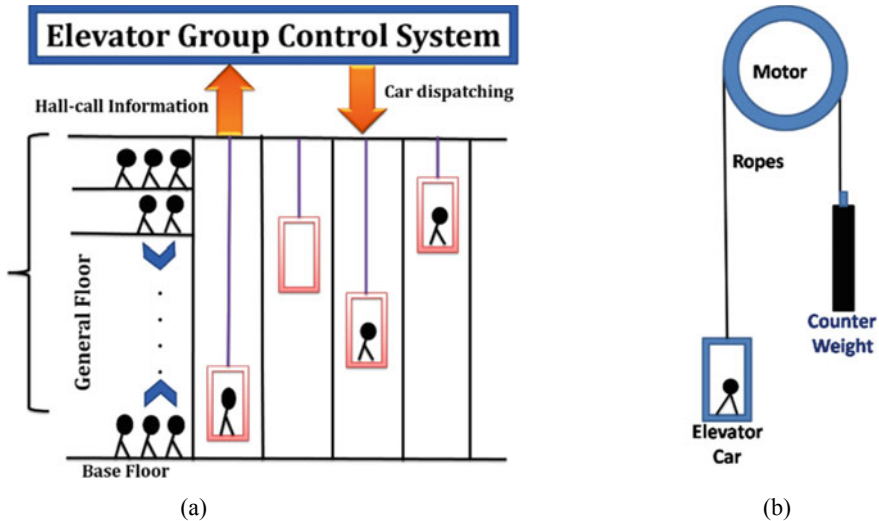 Elevator Group Control System
Hall-call Information
Car dispatching
General Floor
Base Floor
(a)
Motor
Ropes
Counter
Weight
Elevator
Car
(b)